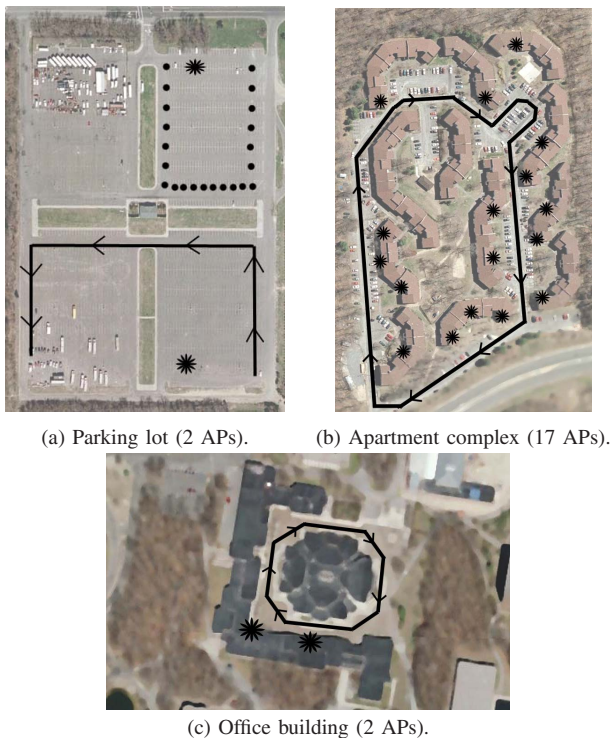 (a) Parking lot (2 APs).
(b) Apartment complex (17 APs).
(c) Office building (2 APs).